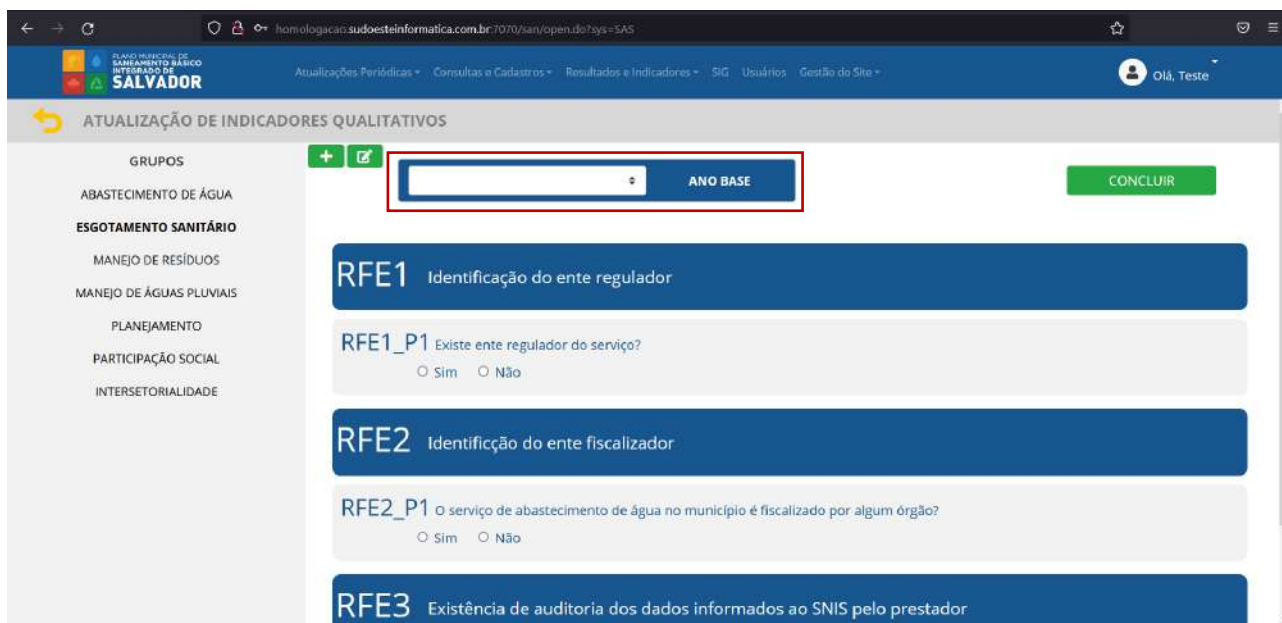 homologacao.sudoesteinformatica.com.br:7070/san/open.do?sys=SAS
PLANO MUNICIPAL DE
SANEAMENTO BÁSICO
INTEGRADO DE
SALVADOR
Atualizações Periódicas Consultas e Cadastros Resultados e Indicadores SIG Usuários Gestão do Site
Olá, Teste
ATUALIZAÇÃO DE INDICADORES QUALITATIVOS
GRUPOS
ABASTECIMENTO DE ÁGUA
ESGOTAMENTO SANITÁRIO
MANEJO DE RESÍDUOS
MANEJO DE ÁGUAS PLUVIAIS
PLANEJAMENTO
PARTICIPAÇÃO SOCIAL
INTERSETORIALIDADE
ANO BASE
CONCLUIR
RFE1 Identificação do ente regulador
RFE1_P1 Existe ente regulador do serviço?
Sim Não
RFE2 Identificção do ente fiscalizador
RFE2_P1 O serviço de abastecimento de água no município é fiscalizado por algum órgão?
Sim Não
RFE3 Existência de auditoria dos dados informados ao SNIS pelo prestador